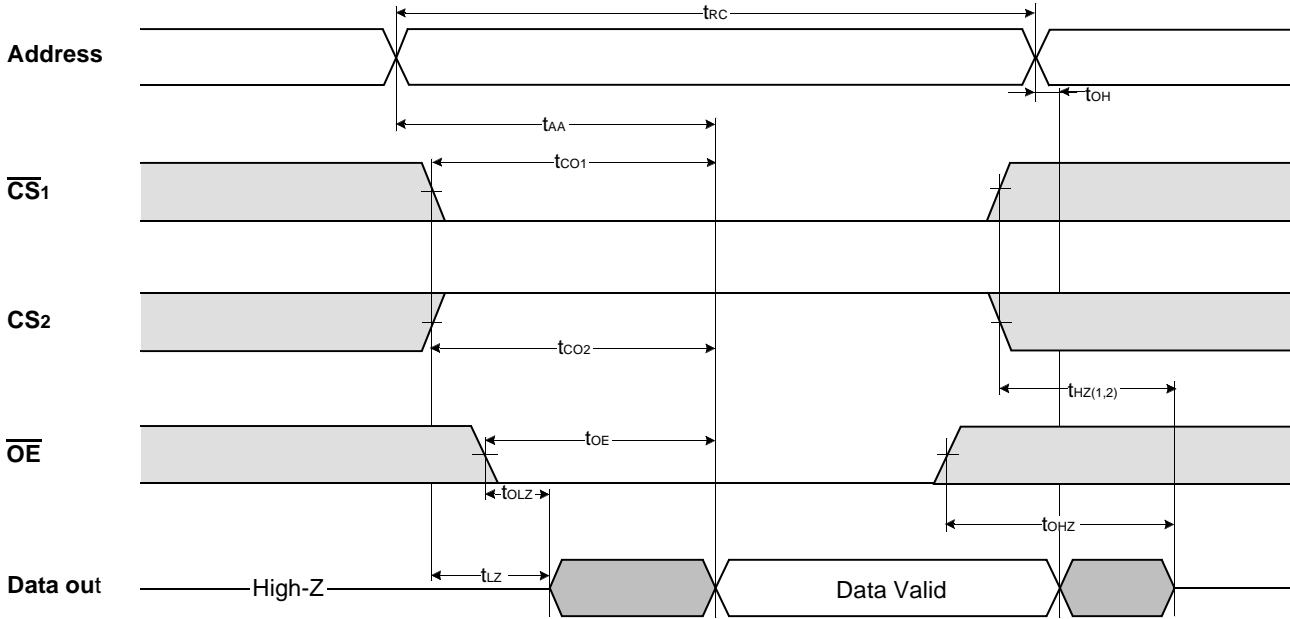 tRC
Address
tOH
tAA
tCO1
CS1
CS2
tCO2
tHZ(1,2)
OE
tOE
tOLZ
tOHZ
tLZ
Data out
High-Z
Data Valid